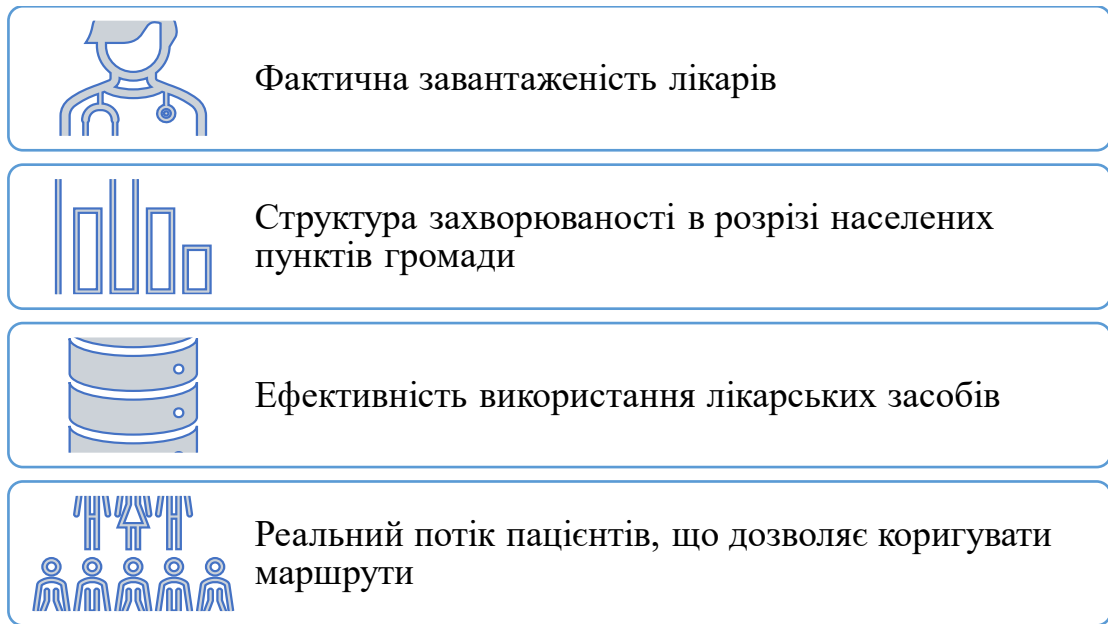 Фактична завантаженість лікарів
Структура захворюваності в розрізі населених
пунктів громади
Ефективність використання лікарських засобів
Реальний потік пацієнтів, що дозволяє коригувати
маршрути